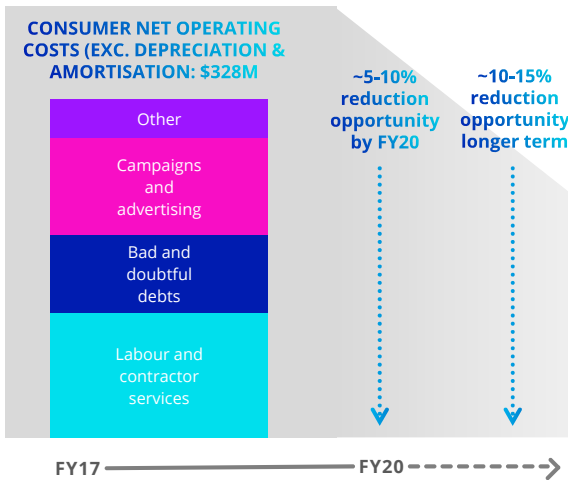 CONSUMER NET OPERATING
COSTS (EXC. DEPRECIATION &
AMORTISATION: $328M
~5-10%
reduction
opportunity
by FY20
~10-15%
reduction
opportunity
longer term
Other
Campaigns
and
advertising
Bad and
doubtful
debts
Labour and
contractor
services
FY17
FY20